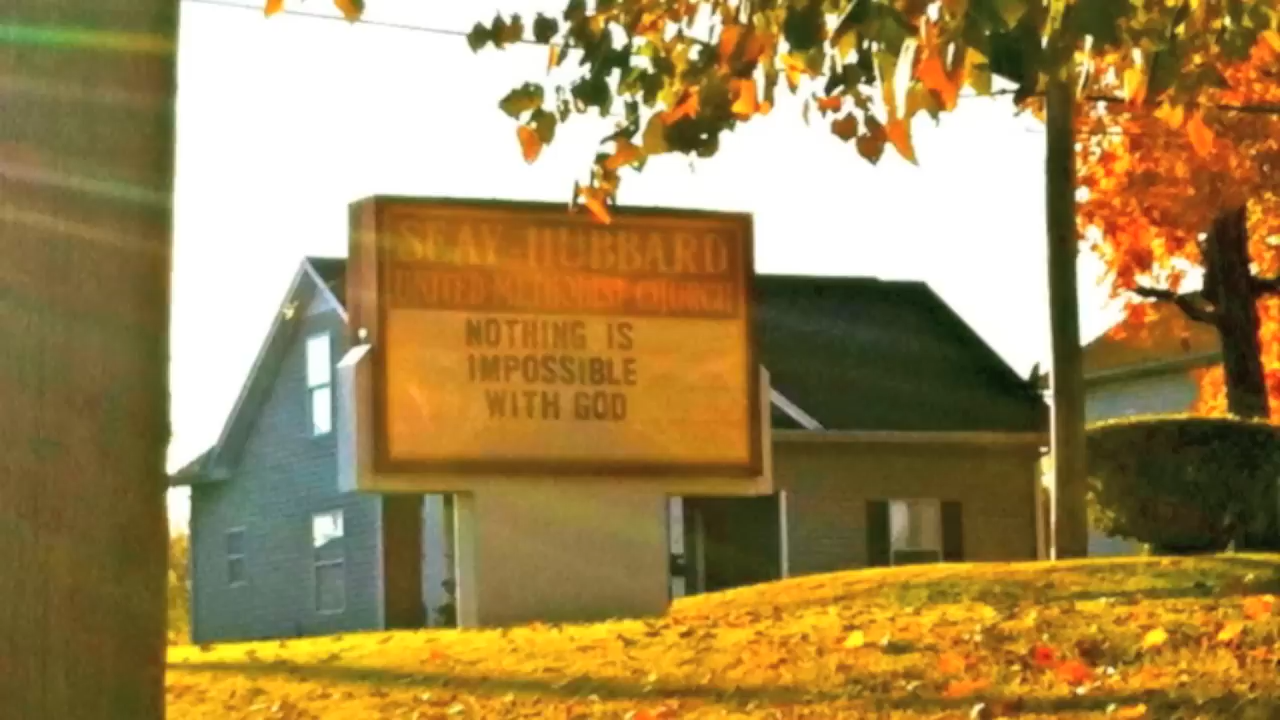 SEAY-HUBBARD
UNITED METHODIST CHURCH
NOTHING IS
IMPOSSIBLE
WITH GOD